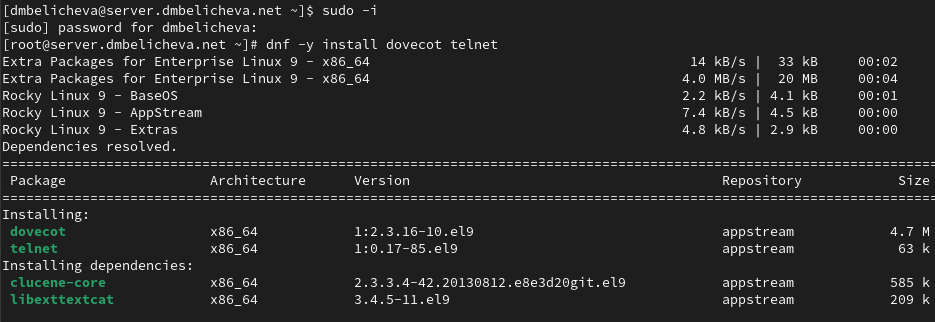 [dmbelicheva@server.dmbelicheva.net ~]$ sudo -i
[sudo] password for dmbelicheva:
[root@server.dmbelicheva.net ~]# dnf -y install dovecot telnet
Extra Packages for Enterprise Linux 9 - x86_64                                        14 kB/s |  33 kB     00:02
Extra Packages for Enterprise Linux 9 - x86_64                                       4.0 MB/s |  20 MB     00:04
Rocky Linux 9 - BaseOS                                                               2.2 kB/s | 4.1 kB     00:01
Rocky Linux 9 - AppStream                                                            7.4 kB/s | 4.5 kB     00:00
Rocky Linux 9 - Extras                                                               4.8 kB/s | 2.9 kB     00:00
Dependencies resolved.
=====================================================================================================================
 Package                  Architecture      Version                                       Repository            Size
=====================================================================================================================
Installing:
 dovecot                  x86_64            1:2.3.16-10.el9                               appstream            4.7 M
 telnet                   x86_64            1:0.17-85.el9                                 appstream             63 k
Installing dependencies:
 clucene-core             x86_64            2.3.3.4-42.20130812.e8e3d20git.el9            appstream            585 k
 libexttextcat            x86_64            3.4.5-11.el9                                  appstream            209 k